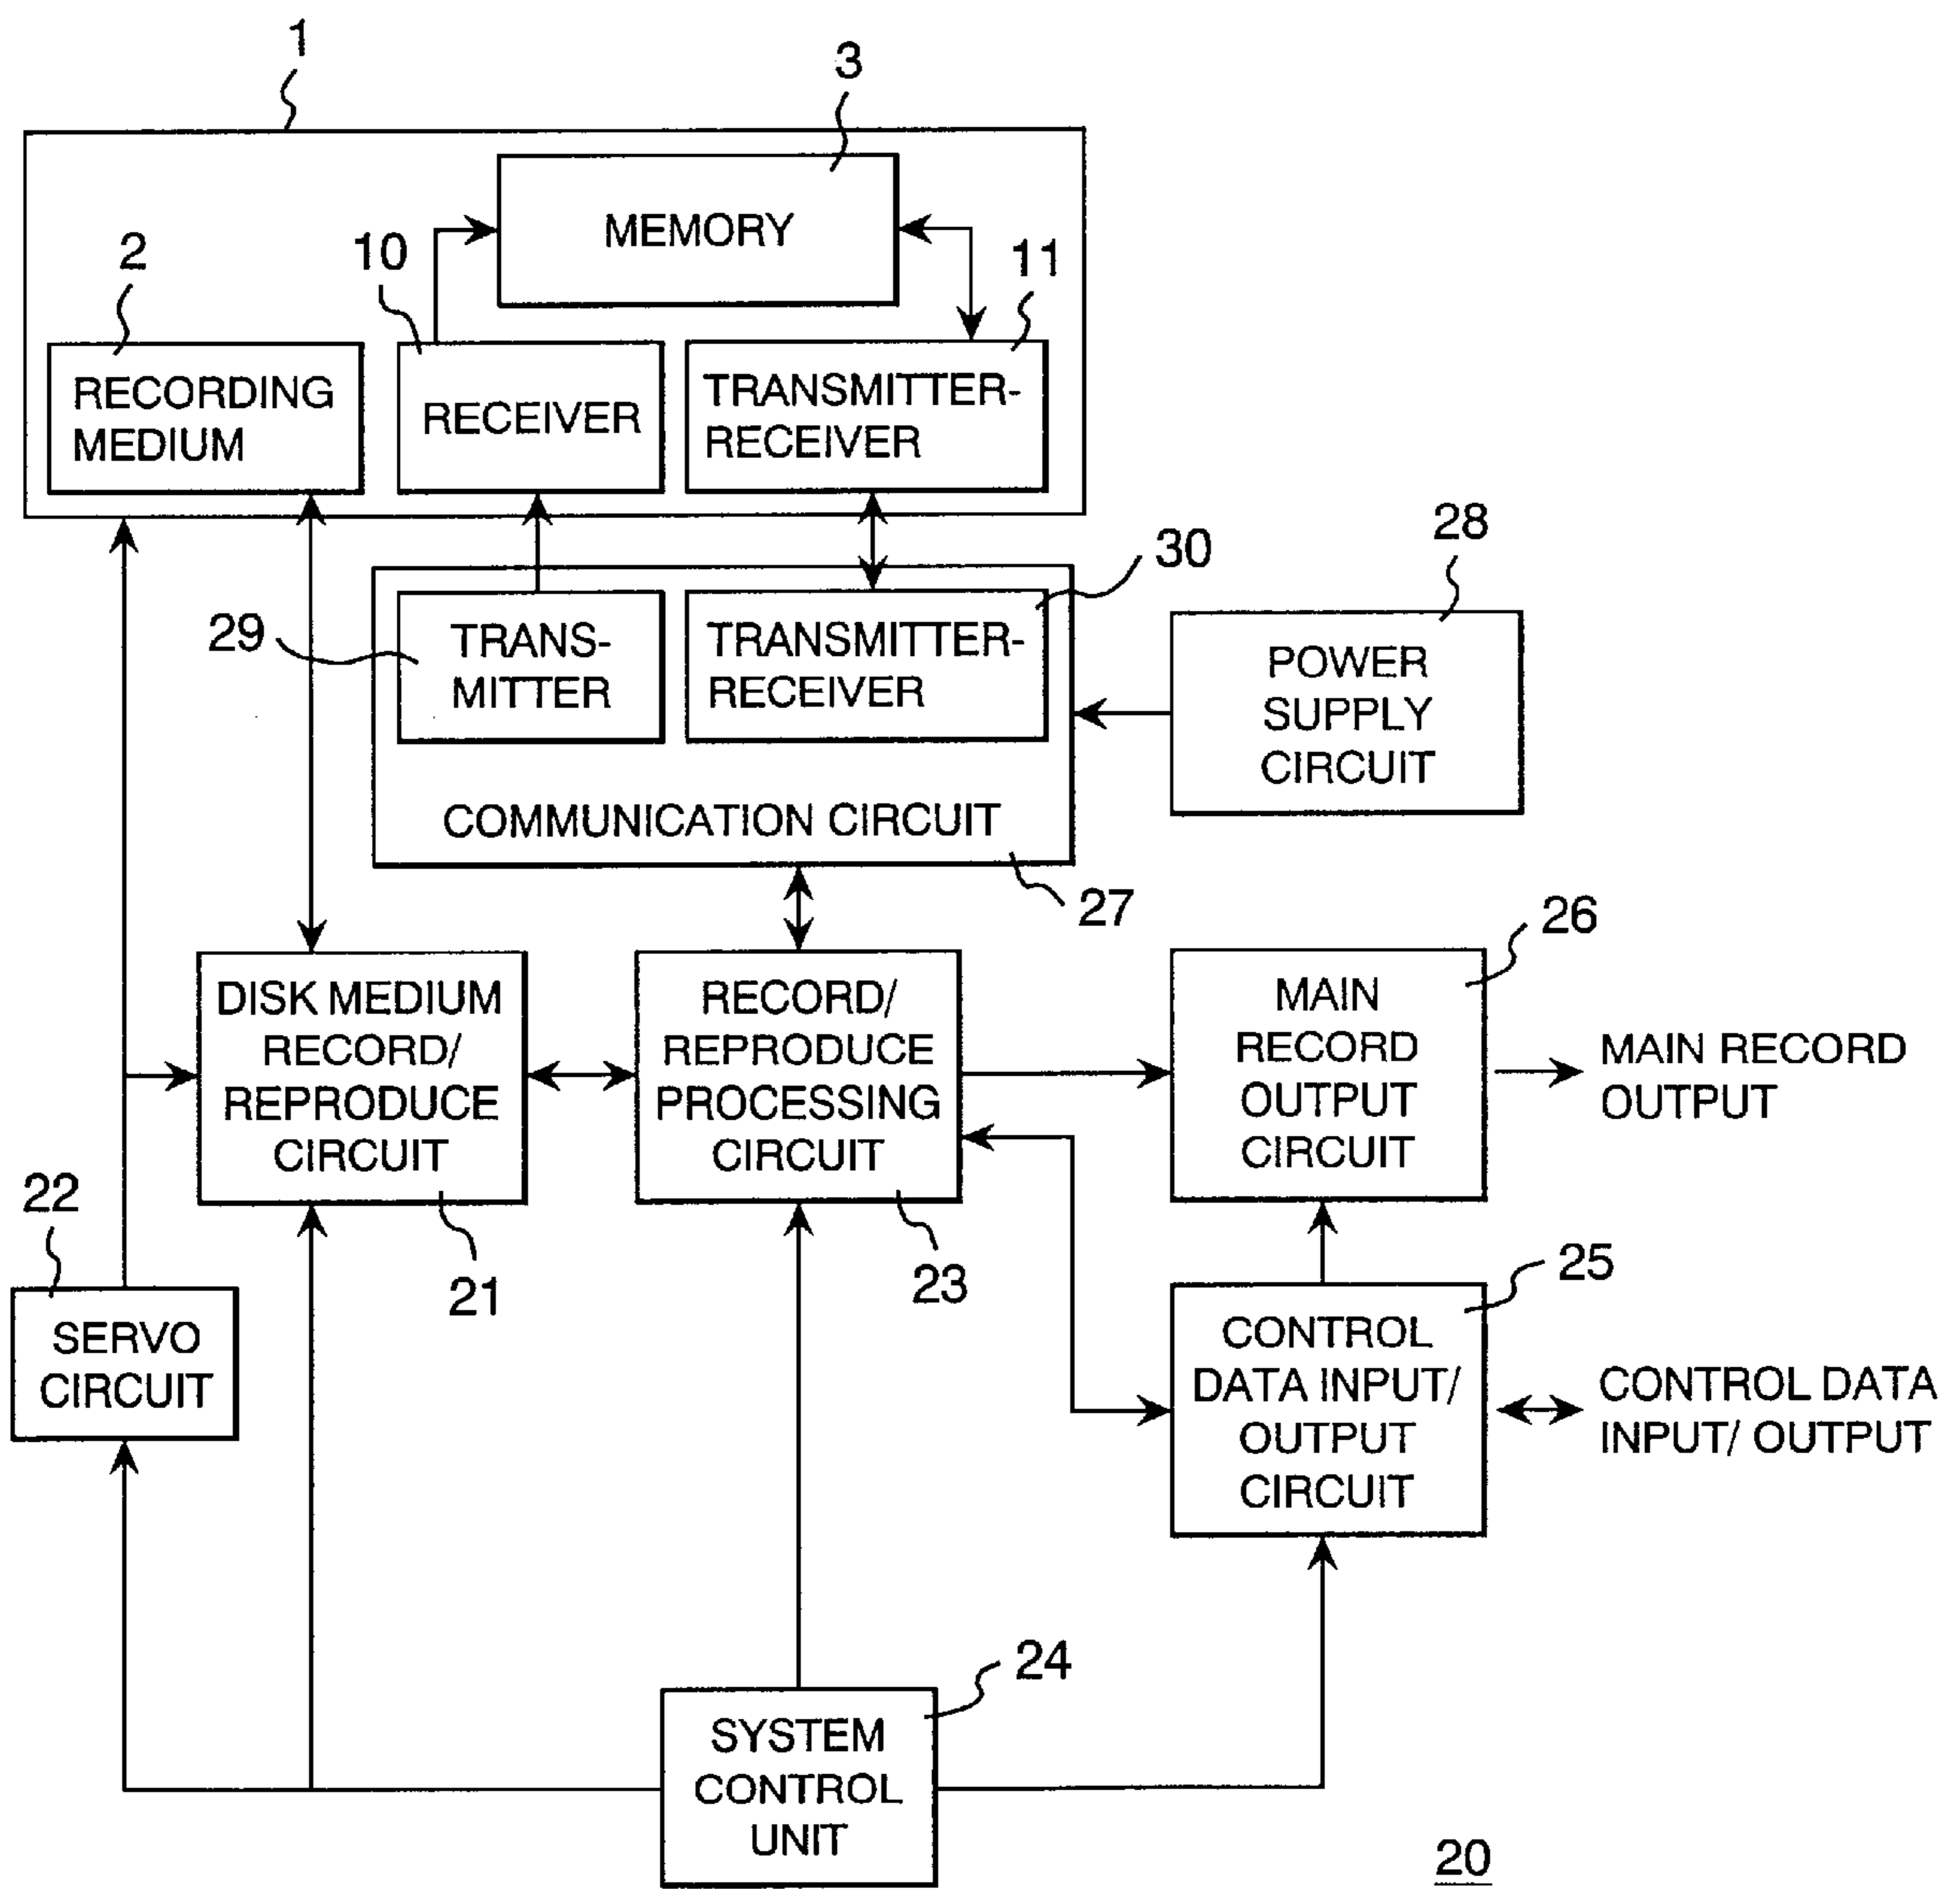 1
3
MEMORY
2
10
11
RECORDING
MEDIUM
RECEIVER
TRANSMITTER-
RECEIVER
28
30
29
TRANS-
MITTER
TRANSMITTER-
RECEIVER
POWER
SUPPLY
CIRCUIT
COMMUNICATION CIRCUIT
27
26
DISK MEDIUM
RECORD/
REPRODUCE
CIRCUIT
RECORD/
REPRODUCE
PROCESSING
CIRCUIT
MAIN
RECORD
OUTPUT
CIRCUIT
MAIN RECORD
OUTPUT
22
21
23
25
SERVO
CIRCUIT
CONTROL
DATA INPUT/
OUTPUT
CIRCUIT
CONTROL DATA
INPUT/ OUTPUT
24
SYSTEM
CONTROL
UNIT
20